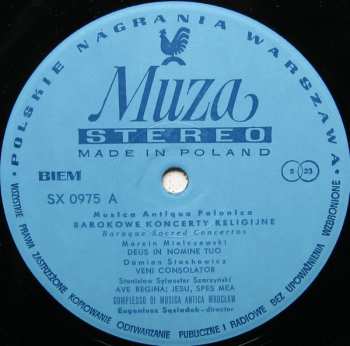 • POLSKIE NAGRANIA WARSZAWA •
Muza
STEREO
MADE IN POLAND
BIEM
S 33
SX 0975 A
Musica Antiqua Polonica
BAROKOWE KONCERTY RELIGIJNE
Baroque Sacred Concertos
Marcin Mielczewski
DEUS IN NOMINE TUO
Damian Stachowicz
VENI CONSOLATOR
Stanisław Sylwester Szarzyński
AVE REGINA; JESU, SPES MEA
COMPLESSO DI MUSICA ANTICA WROCŁAW
Eugeniusz Sąsiadek—director
WSZYSTKIE PRAWA ZASTRZEŻONE KOPIOWANIE ODTWARZANIE PUBLICZNE I RADIOWE BEZ UPOWAŻNIENIA WZBRONIONE